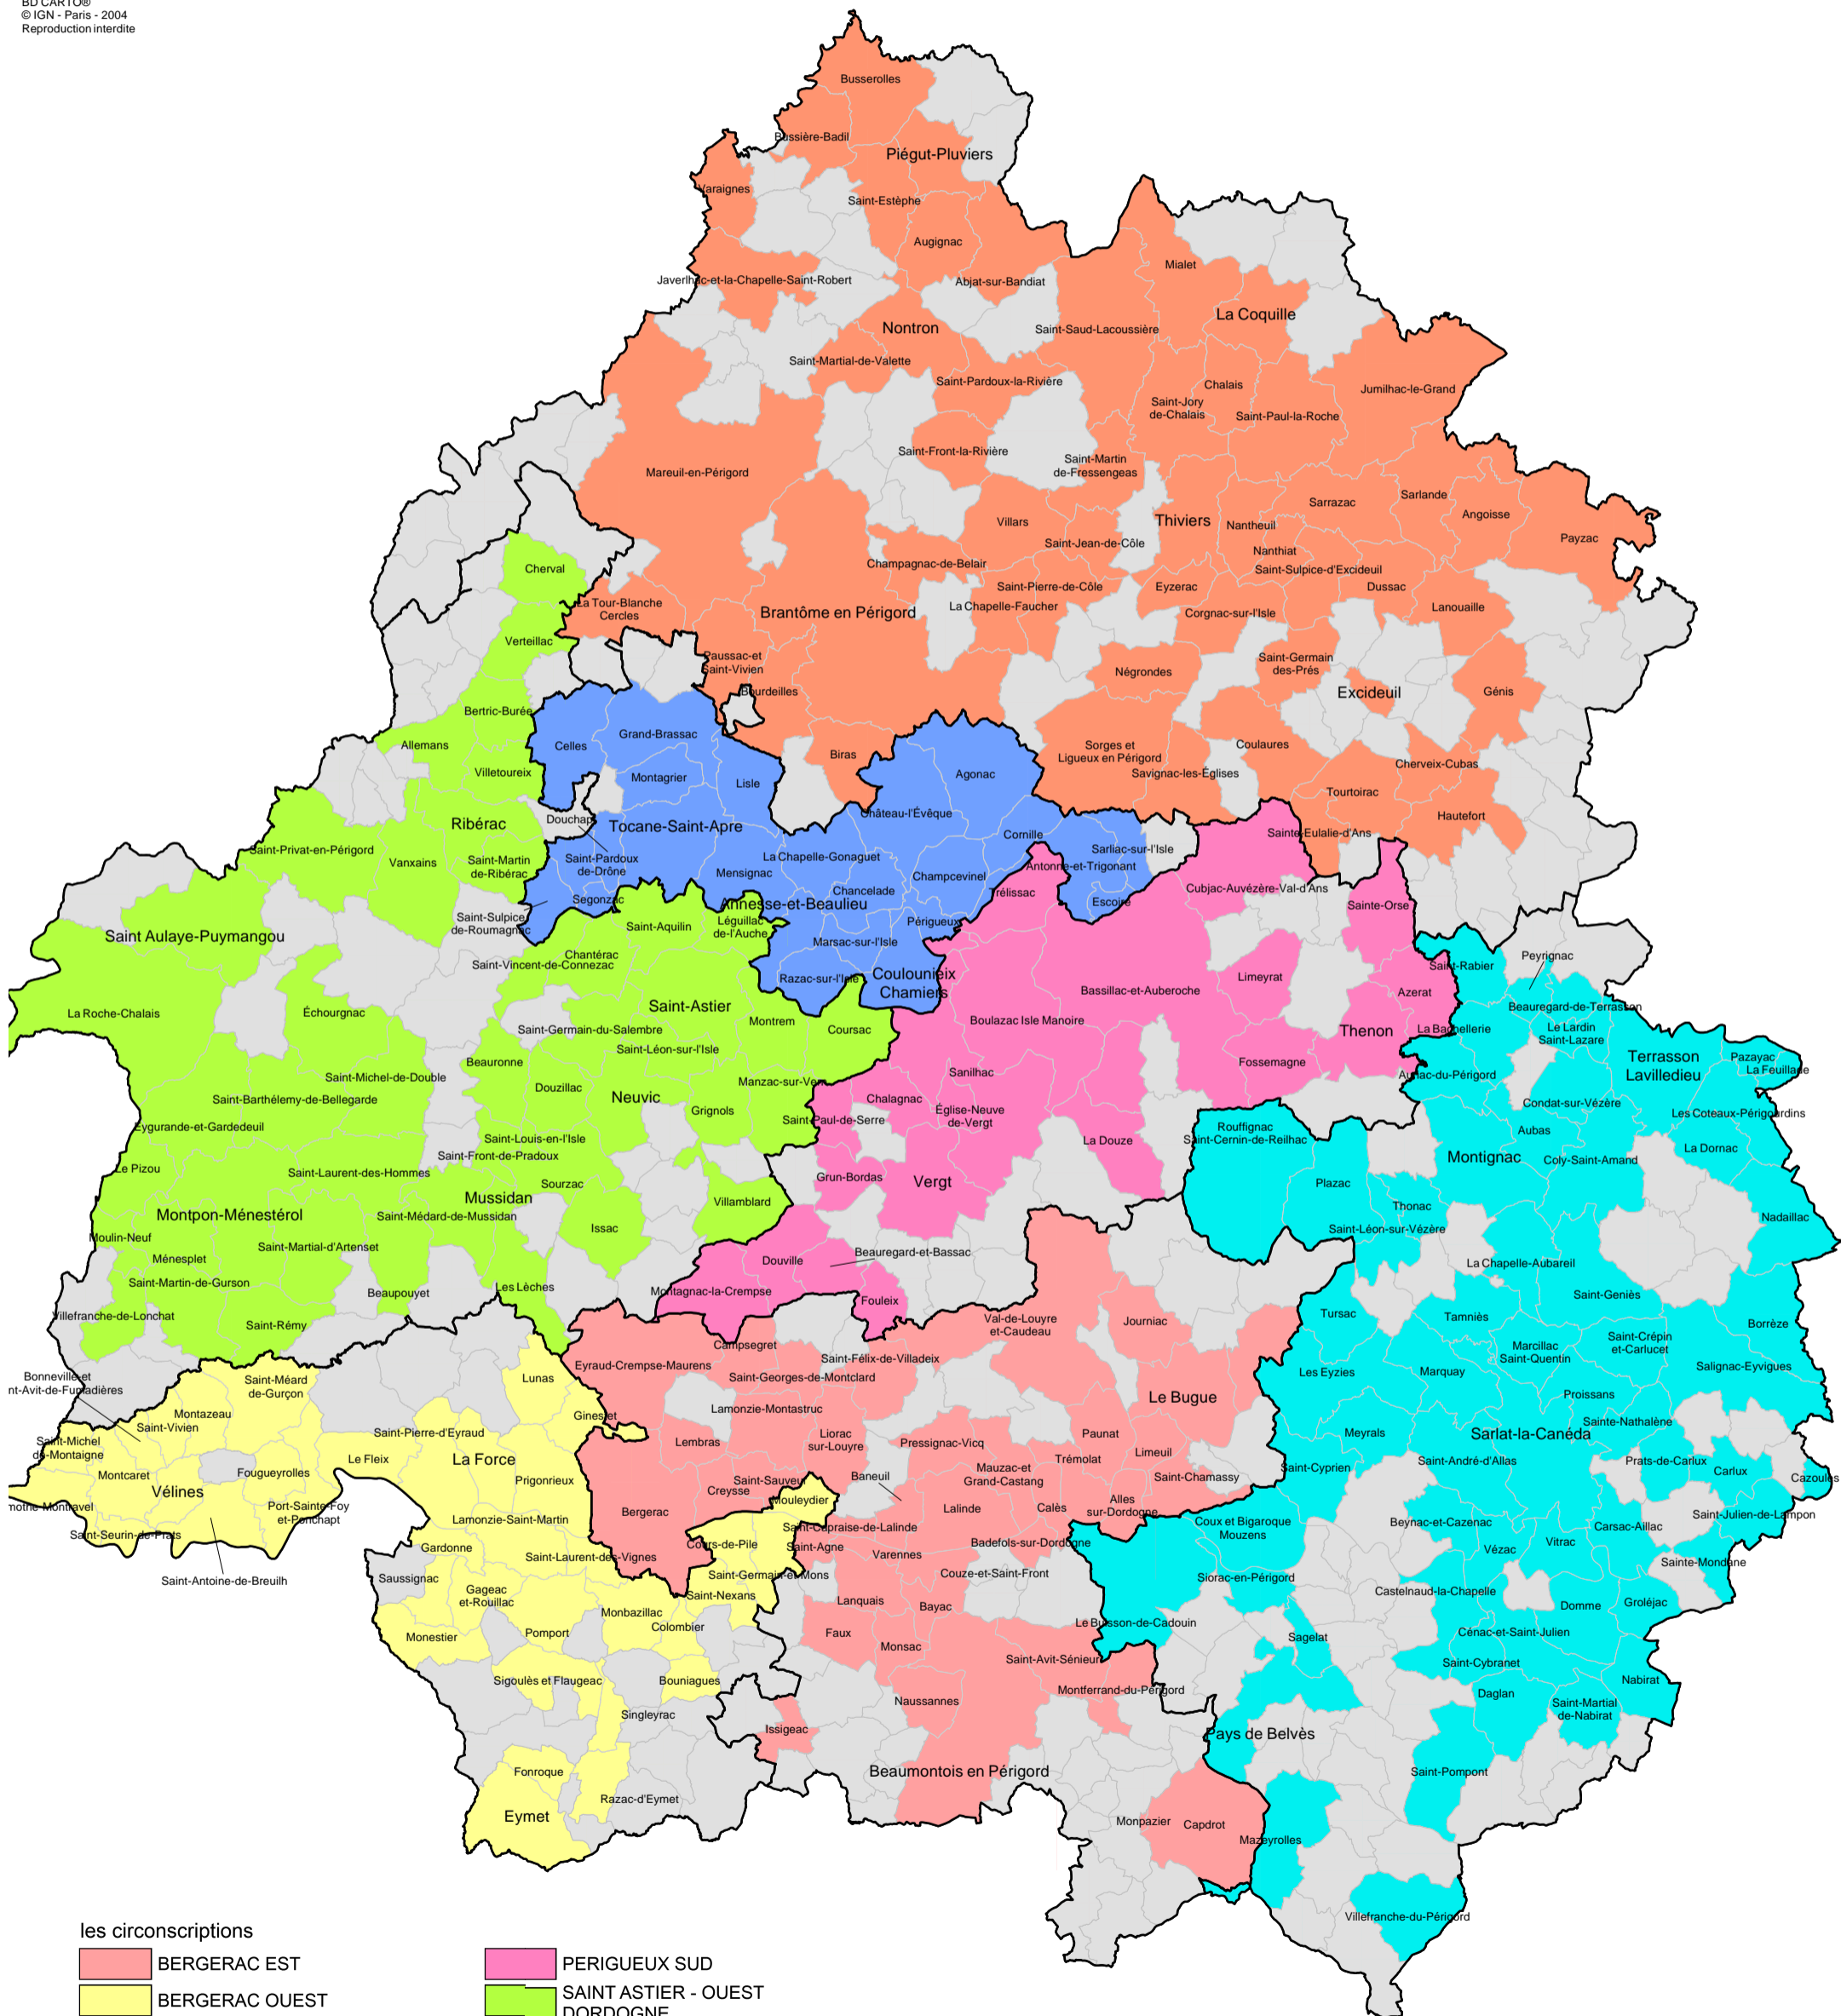 BD CARTO®
© IGN - Paris - 2004
Reproduction interdite
Busserolles
Bussière-Badil
Piégut-Pluviers
Varaignes
Saint-Estèphe
Augignac
Mialet
Javerlhac-et-la-Chapelle-Saint-Robert
Abjat-sur-Bandiat
La Coquille
Nontron
Saint-Saud-Lacoussière
Saint-Martial-de-Valette
Saint-Pardoux-la-Rivière
Chalais
Jumilhac-le-Grand
Saint-Jory
de-Chalais
Saint-Paul-la-Roche
Saint-Front-la-Rivière
Mareuil-en-Périgord
Saint-Martin
de-Fressengeas
Sarlande
Sarrazac
Angoisse
Villars
Thiviers
Nantheuil
Payzac
Saint-Jean-de-Côle
Nanthiat
Champagnac-de-Belair
Saint-Sulpice-d'Excideuil
Cherval
Saint-Pierre-de-Côle
Eyzerac
Dussac
La Tour-Blanche
Cercles
La Chapelle-Faucher
Lanouaille
Brantôme en Périgord
Corgnac-sur-l'Isle
Verteillac
Paussac-et
Saint-Vivien
Saint-Germain
des-Prés
Négrondes
Bourdeilles
Excideuil
Génis
Bertric-Burée
Grand-Brassac
Allemans
Celles
Sorges et
Ligueux en Périgord
Coulaures
Biras
Cherveix-Cubas
Villetoureix
Montagrier
Lisle
Agonac
Savignac-les-Églises
Tourtoirac
Château-l'Évêque
Hautefort
Ribérac
Douchapt
Tocane-Saint-Apre
Cornille
Sainte-Eulalie-d'Ans
Saint-Privat-en-Périgord
Vanxains
Saint-Martin
de-Ribérac
Saint-Pardoux
de-Drône
La Chapelle-Gonaguet
Sarliac-sur-l'Isle
Mensignac
Champcevinel
Antonne-et-Trigonant
Chancelade
Trélissac
Cubjac-Auvézère-Val-d'Ans
Segonzac
Annesse-et-Beaulieu
Escoire
Sainte-Orse
Saint-Sulpice
de-Roumagnac
Saint-Aquilin
Léguillac
de-l'Auche
Périgueux
Saint Aulaye-Puymangou
Marsac-sur-l'Isle
Chantérac
Saint-Vincent-de-Connezac
Razac-sur-l'Isle
Coulounieix
Chamiers
Limeyrat
Saint-Rabier
Peyrignac
Bassillac-et-Auberoche
Azerat
La Roche-Chalais
Échourgnac
Saint-Astier
Beauregard-de-Terrasson
Montrem
Coursac
Boulazac Isle Manoire
Thenon
La Bachellerie
Le Lardin
Saint-Lazare
Saint-Germain-du-Salembre
Saint-Léon-sur-l'Isle
Beauronne
Terrasson
Lavilledieu
Pazayac
La Feuillade
Fossemagne
Sanilhac
Auriac-du-Périgord
Saint-Michel-de-Double
Douzillac
Manzac-sur-Vern
Neuvic
Chalagnac
Saint-Barthélemy-de-Bellegarde
Grignols
Église-Neuve
de-Vergt
Condat-sur-Vézère
Les Coteaux-Périgourdins
Saint-Paul-de-Serre
Eygurande-et-Gardedeuil
Rouffignac
Saint-Cernin-de-Reilhac
Aubas
Saint-Louis-en-l'Isle
La Douze
La Dornac
Saint-Front-de-Pradoux
Montignac
Coly-Saint-Amand
Le Pizou
Saint-Laurent-des-Hommes
Sourzac
Grun-Bordas
Vergt
Plazac
Mussidan
Villamblard
Thonac
Montpon-Ménestérol
Saint-Médard-de-Mussidan
Issac
Saint-Léon-sur-Vézère
Nadaillac
Moulin-Neuf
Ménesplet
Saint-Martial-d'Artenset
Douville
Beauregard-et-Bassac
La Chapelle-Aubareil
Saint-Martin-de-Gurson
Beaupouyet
Les Lèches
Montagnac-la-Crempse
Fouleix
Saint-Geniès
Villefranche-de-Lonchat
Saint-Rémy
Val-de-Louyre
et-Caudeau
Journiac
Tursac
Tamniès
Borrèze
Campsegret
Saint-Crépin
et-Carlucet
Marcillac
Saint-Quentin
Eyraud-Crempse-Maurens
Saint-Félix-de-Villadeix
Salignac-Eyvigues
Bonneville-et
nt-Avit-de-Fumadières
Saint-Méard
de-Gurçon
Lunas
Saint-Georges-de-Montclard
Les Eyzies
Marquay
Le Bugue
Proissans
Montazeau
Saint-Vivien
Ginestet
Lamonzie-Montastruc
Sainte-Nathalène
Saint-Pierre-d'Eyraud
Liorac
sur-Louyre
Paunat
Meyrals
Sarlat-la-Canéda
Saint-Michel
de-Montaigne
Lembras
Pressignac-Vicq
Limeuil
Le Fleix
La Force
Trémolat
Saint-André-d'Allas
Prats-de-Carlux
Montcaret
Fougueyrolles
Mauzac-et
Grand-Castang
Saint-Cyprien
Carlux
Cazoulès
Vélines
Prigonrieux
Saint-Sauveur
Baneuil
Saint-Chamassy
Creysse
Mouleydier
mothe-Montravel
Port-Sainte-Foy
et-Ponchapt
Bergerac
Lalinde
Calès
Alles
sur-Dordogne
Saint-Julien-de-Lampon
Lamonzie-Saint-Martin
Saint-Capraise-de-Lalinde
Coux et Bigaroque
Mouzens
Beynac-et-Cazenac
Carsac-Aillac
Saint-Seurin-de-Prats
Gardonne
Cours-de-Pile
Saint-Agne
Badefols-sur-Dordogne
Vézac
Vitrac
Saint-Laurent-des-Vignes
Varennes
Sainte-Mondane
Saint-Antoine-de-Breuilh
Saussignac
Saint-Germain-et-Mons
Couze-et-Saint-Front
Siorac-en-Périgord
Gageac
et-Rouillac
Saint-Nexans
Castelnaud-la-Chapelle
Lanquais
Bayac
Domme
Groléjac
Monbazillac
Colombier
Le Buisson-de-Cadouin
Monestier
Pomport
Faux
Monsac
Sagelat
Cénac-et-Saint-Julien
Saint-Avit-Sénieur
Saint-Cybranet
Sigoulès et Flaugeac
Bouniagues
Montferrand-du-Périgord
Nabirat
Naussannes
Daglan
Saint-Martial
de-Nabirat
Singleyrac
Issigeac
Pays de Belvès
Fonroque
Beaumontois en Périgord
Saint-Pompont
Razac-d'Eymet
Eymet
Monpazier
Capdrot
Mazeyrolles
Villefranche-du-Périgord
les circonscriptions
BERGERAC EST
PERIGUEUX SUD
BERGERAC OUEST
SAINT ASTIER - OUEST
DORDOGNE